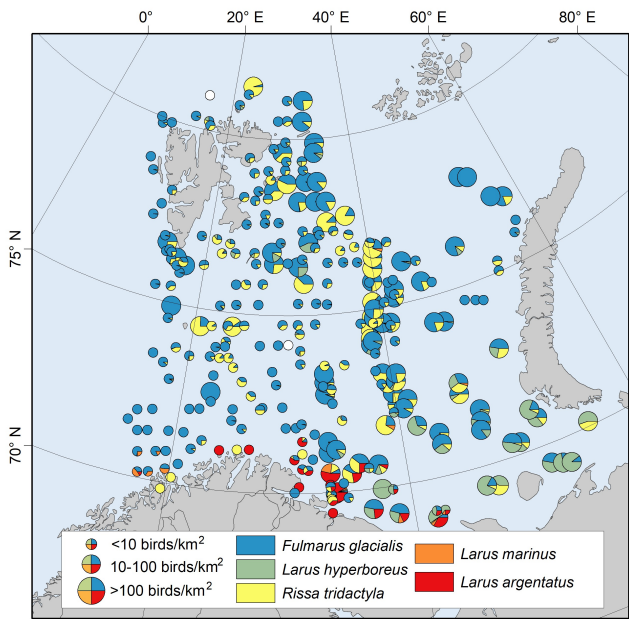 0° 20° E 40° E 60° E 80° E
75° N
70° N
<10 birds/km2
10-100 birds/km2
>100 birds/km2
Fulmarus glacialis
Larus hyperboreus
Rissa tridactyla
Larus marinus
Larus argentatus